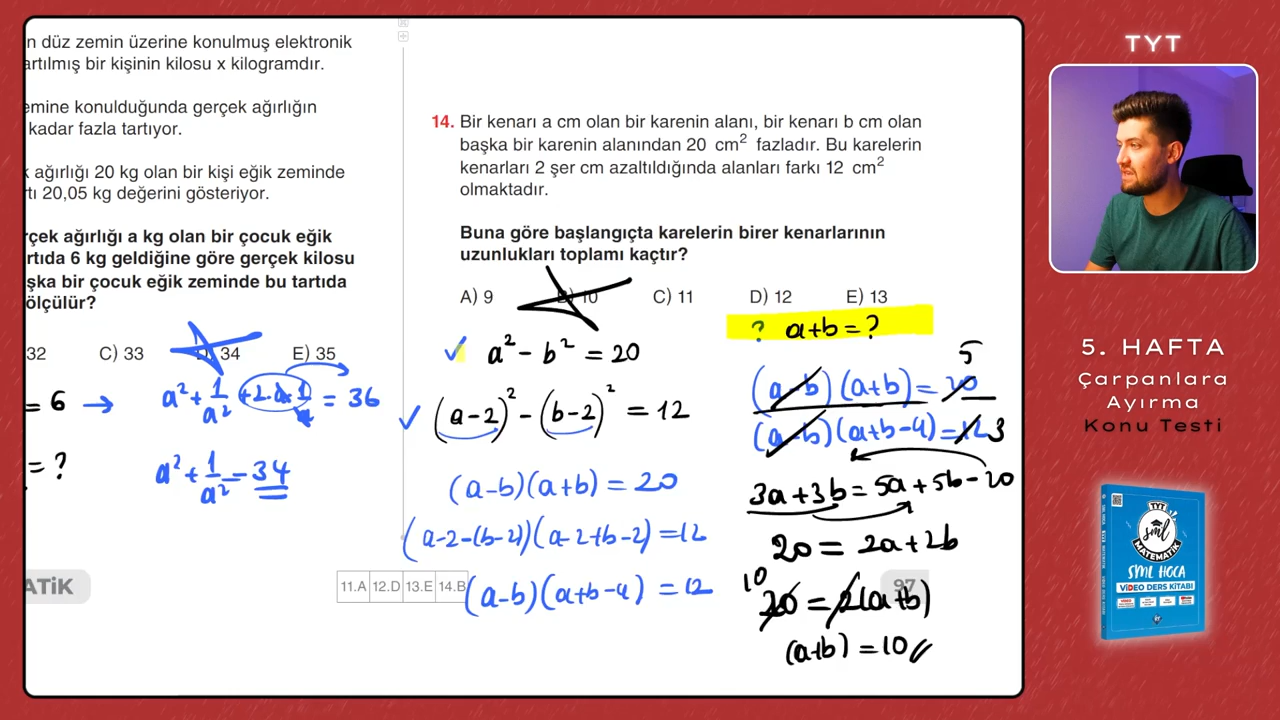 n düz zemin üzerine konulmuş elektronik
artılmış bir kişinin kilosu x kilogramdır.
emine konulduğunda gerçek ağırlığın
kadar fazla tartıyor.
ağırlığı 20 kg olan bir kişi eğik zeminde
tı 20,05 kg değerini gösteriyor.
rçek ağırlığı a kg olan bir çocuk eğik
rtıda 6 kg geldiğine göre gerçek kilosu
şka bir çocuk eğik zeminde bu tartıda
ölçülür?
32 C) 33 D) 34 E) 35
= 6 → a² + 1/a² + 2·a·1/a = 36
= ?
a² + 1/a² = 34
ATİK
11.A 12.D 13.E 14.B
14. Bir kenarı a cm olan bir karenin alanı, bir kenarı b cm olan
başka bir karenin alanından 20 cm² fazladır. Bu karelerin
kenarları 2 şer cm azaltıldığında alanları farkı 12 cm²
olmaktadır.
Buna göre başlangıçta karelerin birer kenarlarının
uzunlukları toplamı kaçtır?
A) 9 B) 10 C) 11 D) 12 E) 13
a² - b² = 20
(a-2)² - (b-2)² = 12
(a-b)(a+b) = 20
(a-2-(b-2))(a-2+b-2) = 12
(a-b)(a+b-4) = 12
? a+b = ?
5
(a-b)(a+b) = 20
(a-b)(a+b-4) = 12 3
3a+3b = 5a+5b-20
20 = 2a+2b
10
20 = 2(a+b)
(a+b) = 10
97
TYT
5. HAFTA
Çarpanlara
Ayırma
Konu Testi
TYT
sml
MATEMATİK
SML HOCA
VİDEO DERS KİTABI